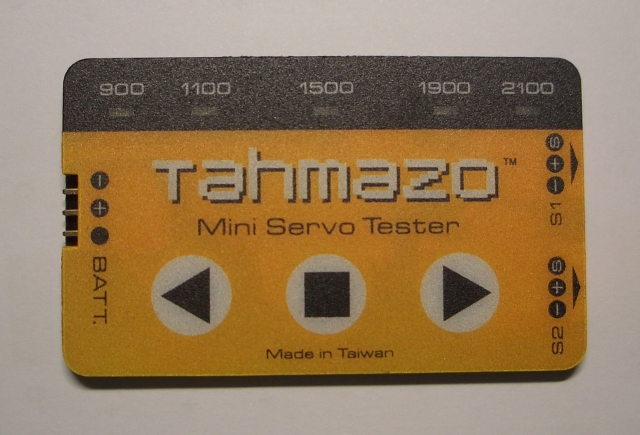 900 1100 1500 1900 2100
Tahmazo™
Mini Servo Tester
- + BATT.
S1 - + S
S2 - + S
Made in Taiwan